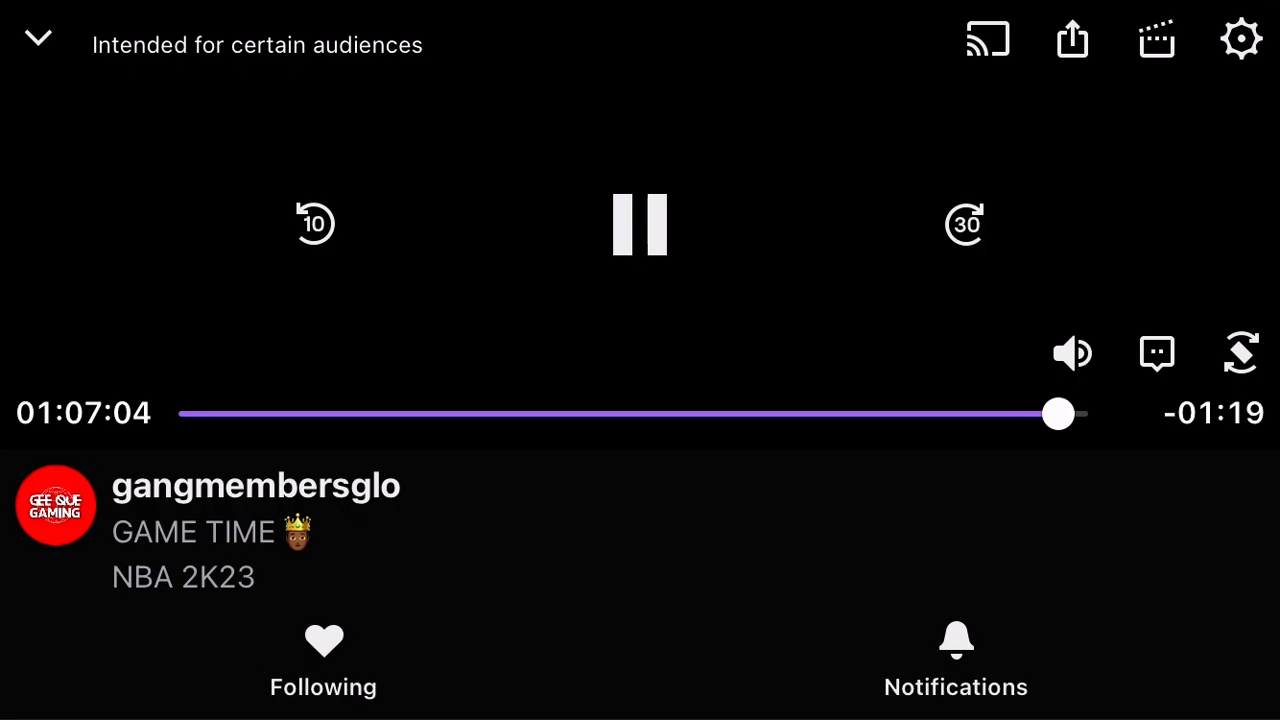 Intended for certain audiences
10
30
01:07:04
-01:19
GEE QUE
GAMING
gangmembersglo
GAME TIME 🤴🏾
NBA 2K23
Following
Notifications